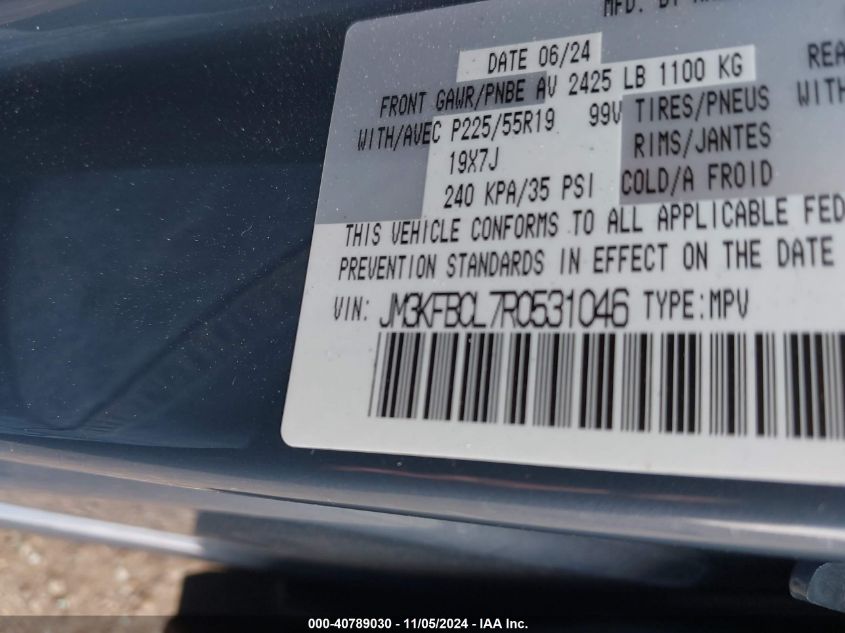 MFD. BY
DATE 06/24
REA
FRONT GAWR/PNBE AV 2425 LB 1100 KG
WITH/AVEC P225/55R19 99V TIRES/PNEUS WITH
19X7J RIMS/JANTES
240 KPA/35 PSI COLD/A FROID
THIS VEHICLE CONFORMS TO ALL APPLICABLE FED
PREVENTION STANDARDS IN EFFECT ON THE DATE
VIN: JM3KFBCL7R0531046 TYPE:MPV
000-40789030 - 11/05/2024 - IAA Inc.